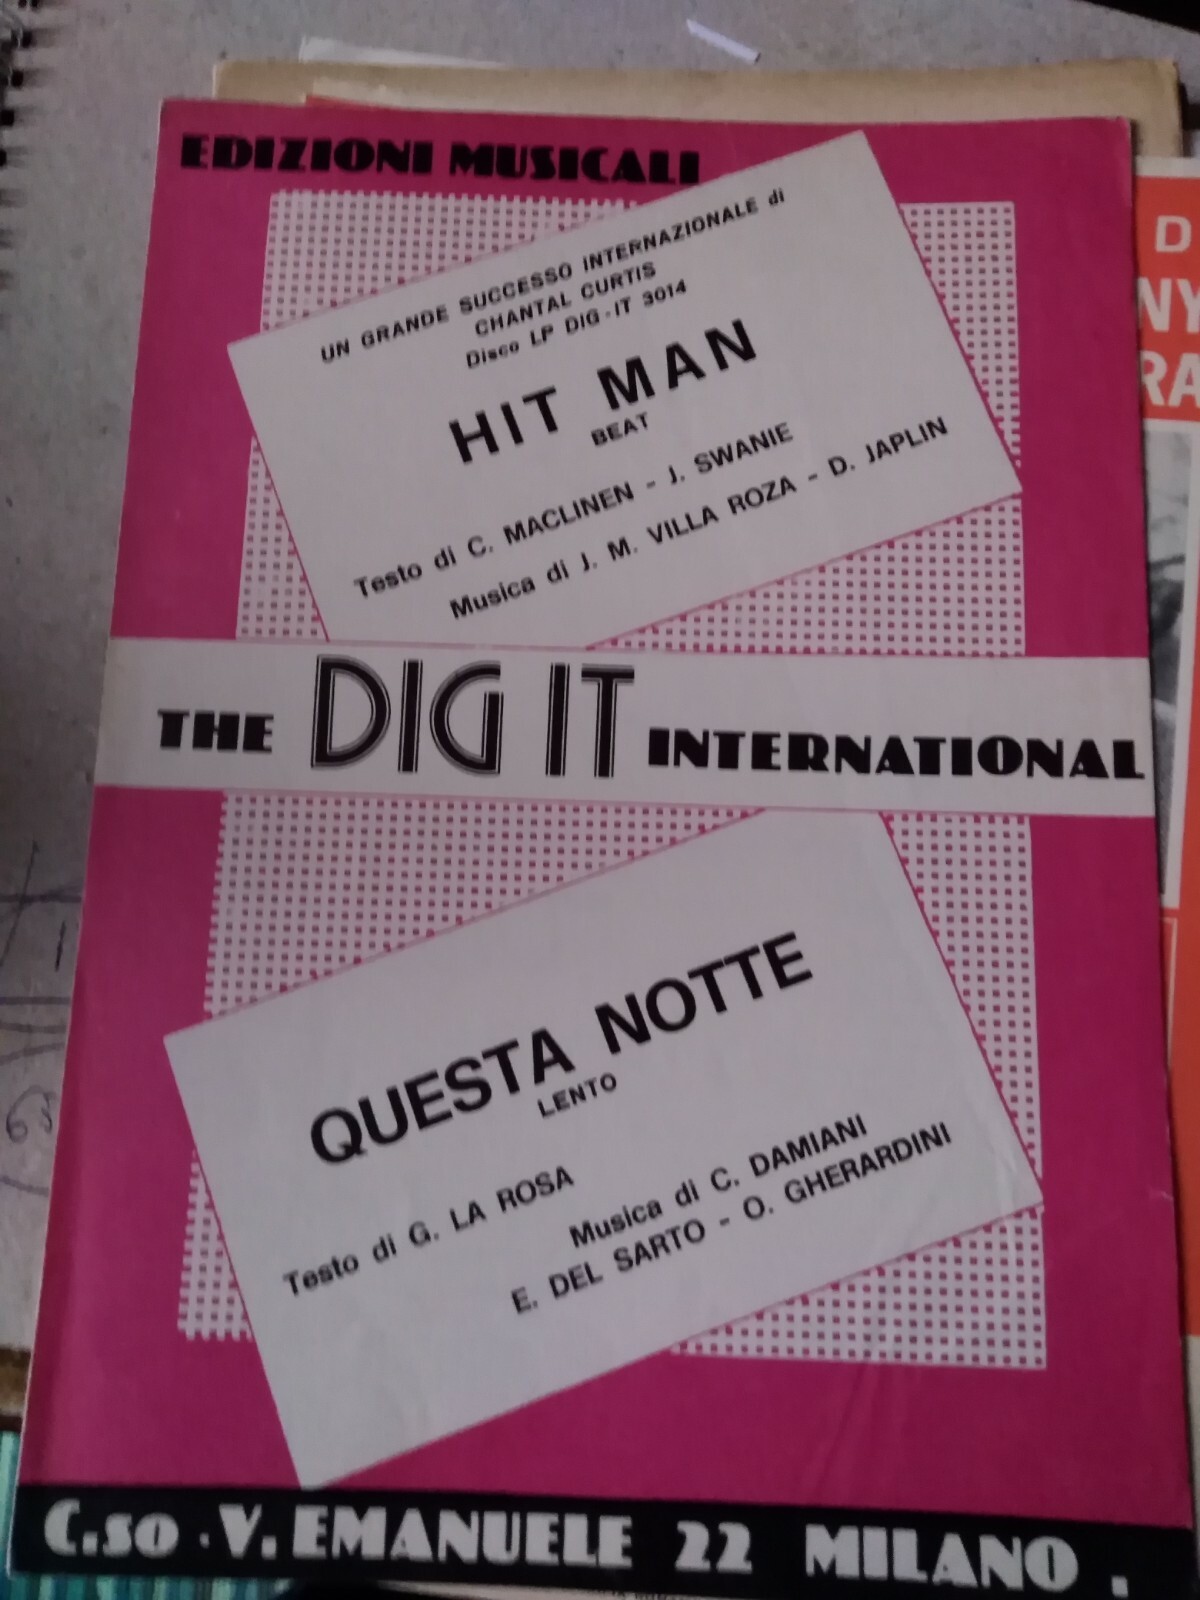 EDIZIONI MUSICALI
UN GRANDE SUCCESSO INTERNAZIONALE di
CHANTAL CURTIS
Disco LP DIG-IT 3014
HIT MAN
BEAT
Testo di C. MACLINEN - J. SWANIE
Musica di J. M. VILLA ROZA - D. JAPLIN
THE DIG IT INTERNATIONAL
QUESTA NOTTE
LENTO
Testo di G. LA ROSA
Musica di C. DAMIANI
E. DEL SARTO - O. GHERARDINI
C.so · V. EMANUELE 22 MILANO .
D
NY
RA